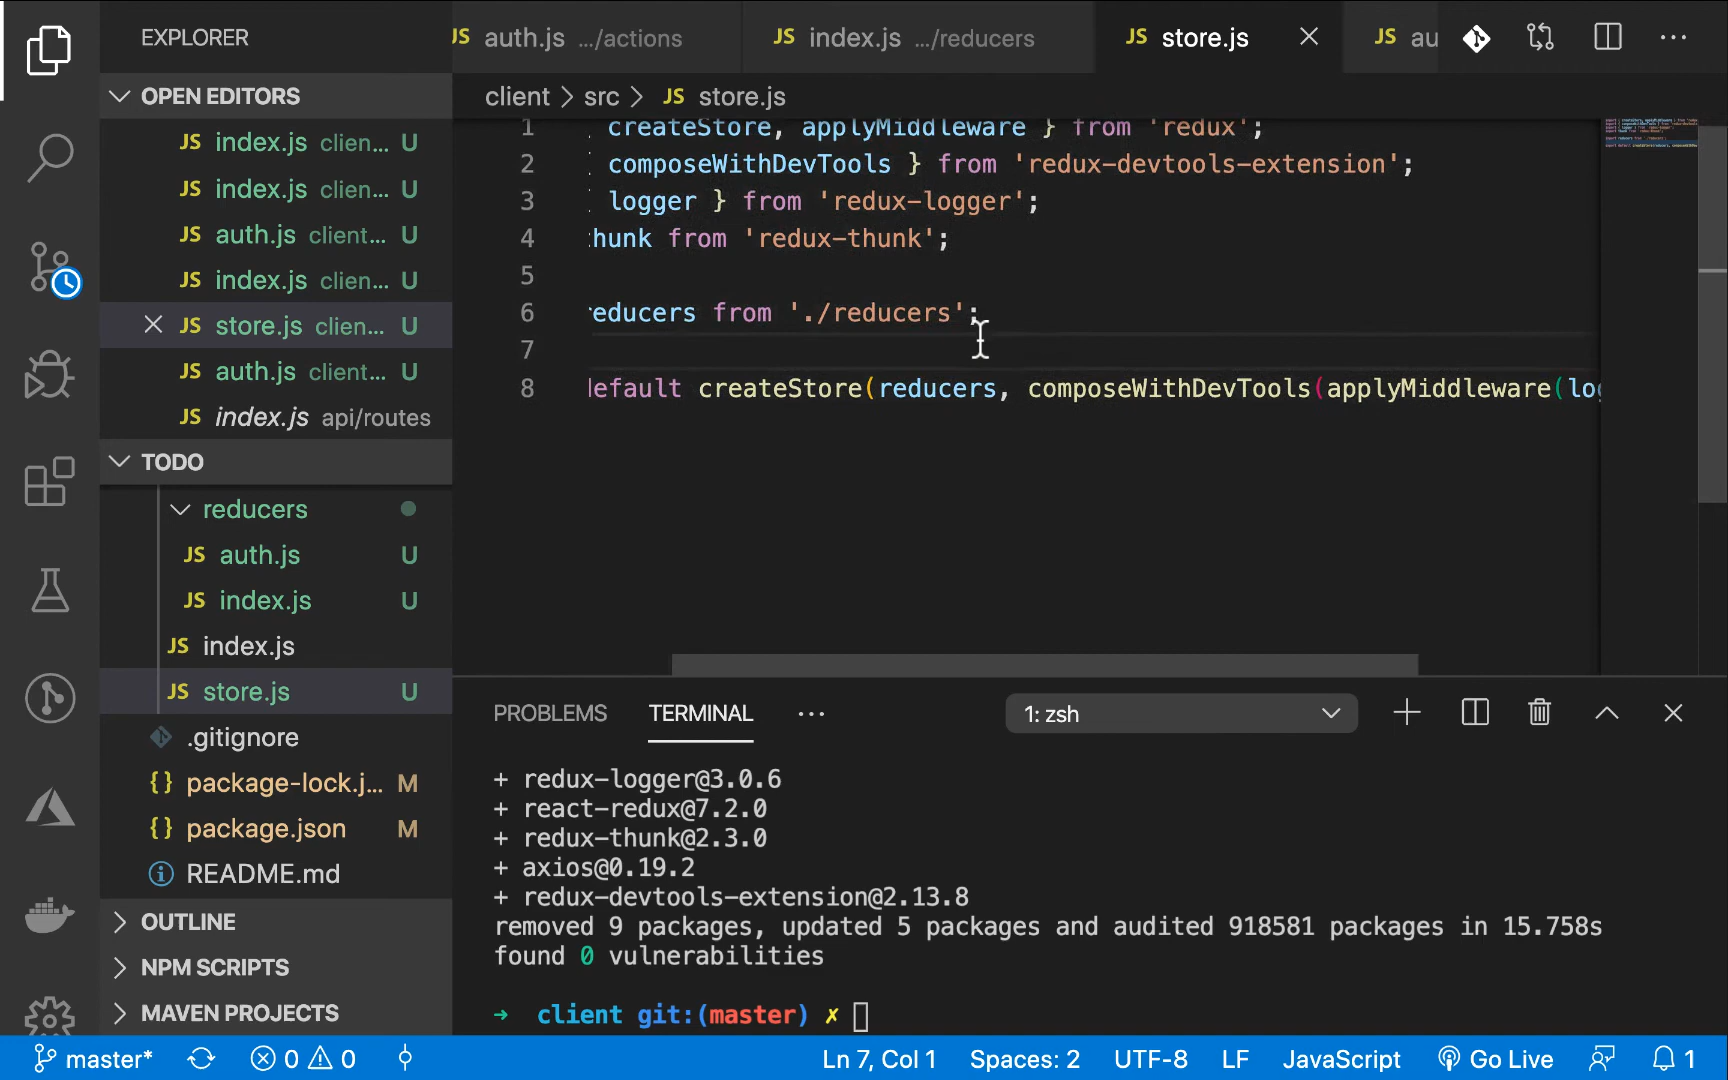 EXPLORER
OPEN EDITORS
JS index.js clien... U
JS index.js clien... U
JS auth.js client... U
JS index.js clien... U
JS store.js clien... U
JS auth.js client... U
JS index.js api/routes
TODO
reducers
JS auth.js U
JS index.js U
JS index.js
JS store.js U
.gitignore
{} package-lock.j... M
{} package.json M
README.md
OUTLINE
NPM SCRIPTS
MAVEN PROJECTS
JS auth.js .../actions
JS index.js .../reducers
JS store.js
JS au
client > src > JS store.js
1 createStore, applyMiddleware } from 'redux';
2 composeWithDevTools } from 'redux-devtools-extension';
3 logger } from 'redux-logger';
4 hunk from 'redux-thunk';
5
6 reducers from './reducers';
7
8 default createStore(reducers, composeWithDevTools(applyMiddleware(log
PROBLEMS TERMINAL ... 1: zsh
+ redux-logger@3.0.6
+ react-redux@7.2.0
+ redux-thunk@2.3.0
+ axios@0.19.2
+ redux-devtools-extension@2.13.8
removed 9 packages, updated 5 packages and audited 918581 packages in 15.758s
found 0 vulnerabilities
➜ client git:(master) ✗
master* 0 0 Ln 7, Col 1 Spaces: 2 UTF-8 LF JavaScript Go Live 1